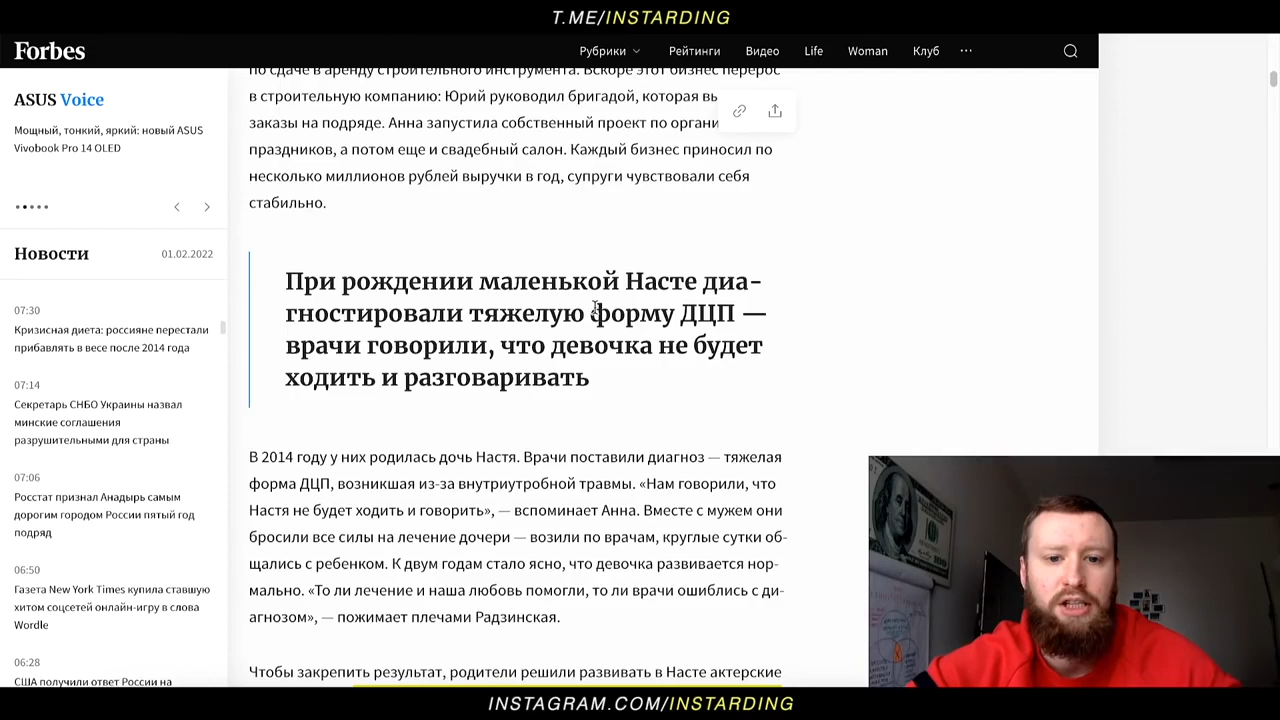 T.ME/INSTARDING
Forbes
Рубрики
Рейтинги
Видео
Life
Woman
Клуб
ASUS Voice
Мощный, тонкий, яркий: новый ASUS
Vivobook Pro 14 OLED
Новости
01.02.2022
07:30
Кризисная диета: россияне перестали
прибавлять в весе после 2014 года
07:14
Секретарь СНБО Украины назвал
минские соглашения
разрушительными для страны
07:06
Росстат признал Анадырь самым
дорогим городом России пятый год
подряд
06:50
Газета New York Times купила ставшую
хитом соцсетей онлайн-игру в слова
Wordle
06:28
США получили ответ России на
по сдаче в аренду строительного инструмента. Вскоре этот бизнес перерос
в строительную компанию: Юрий руководил бригадой, которая вы
заказы на подряде. Анна запустила собственный проект по органи
праздников, а потом еще и свадебный салон. Каждый бизнес приносил по
несколько миллионов рублей выручки в год, супруги чувствовали себя
стабильно.
При рождении маленькой Насте диа-
гностировали тяжелую форму ДЦП —
врачи говорили, что девочка не будет
ходить и разговаривать
В 2014 году у них родилась дочь Настя. Врачи поставили диагноз — тяжелая
форма ДЦП, возникшая из-за внутриутробной травмы. «Нам говорили, что
Настя не будет ходить и говорить», — вспоминает Анна. Вместе с мужем они
бросили все силы на лечение дочери — возили по врачам, круглые сутки об-
щались с ребенком. К двум годам стало ясно, что девочка развивается нор-
мально. «То ли лечение и наша любовь помогли, то ли врачи ошиблись с ди-
агнозом», — пожимает плечами Радзинская.
Чтобы закрепить результат, родители решили развивать в Насте актерские
INSTAGRAM.COM/INSTARDING